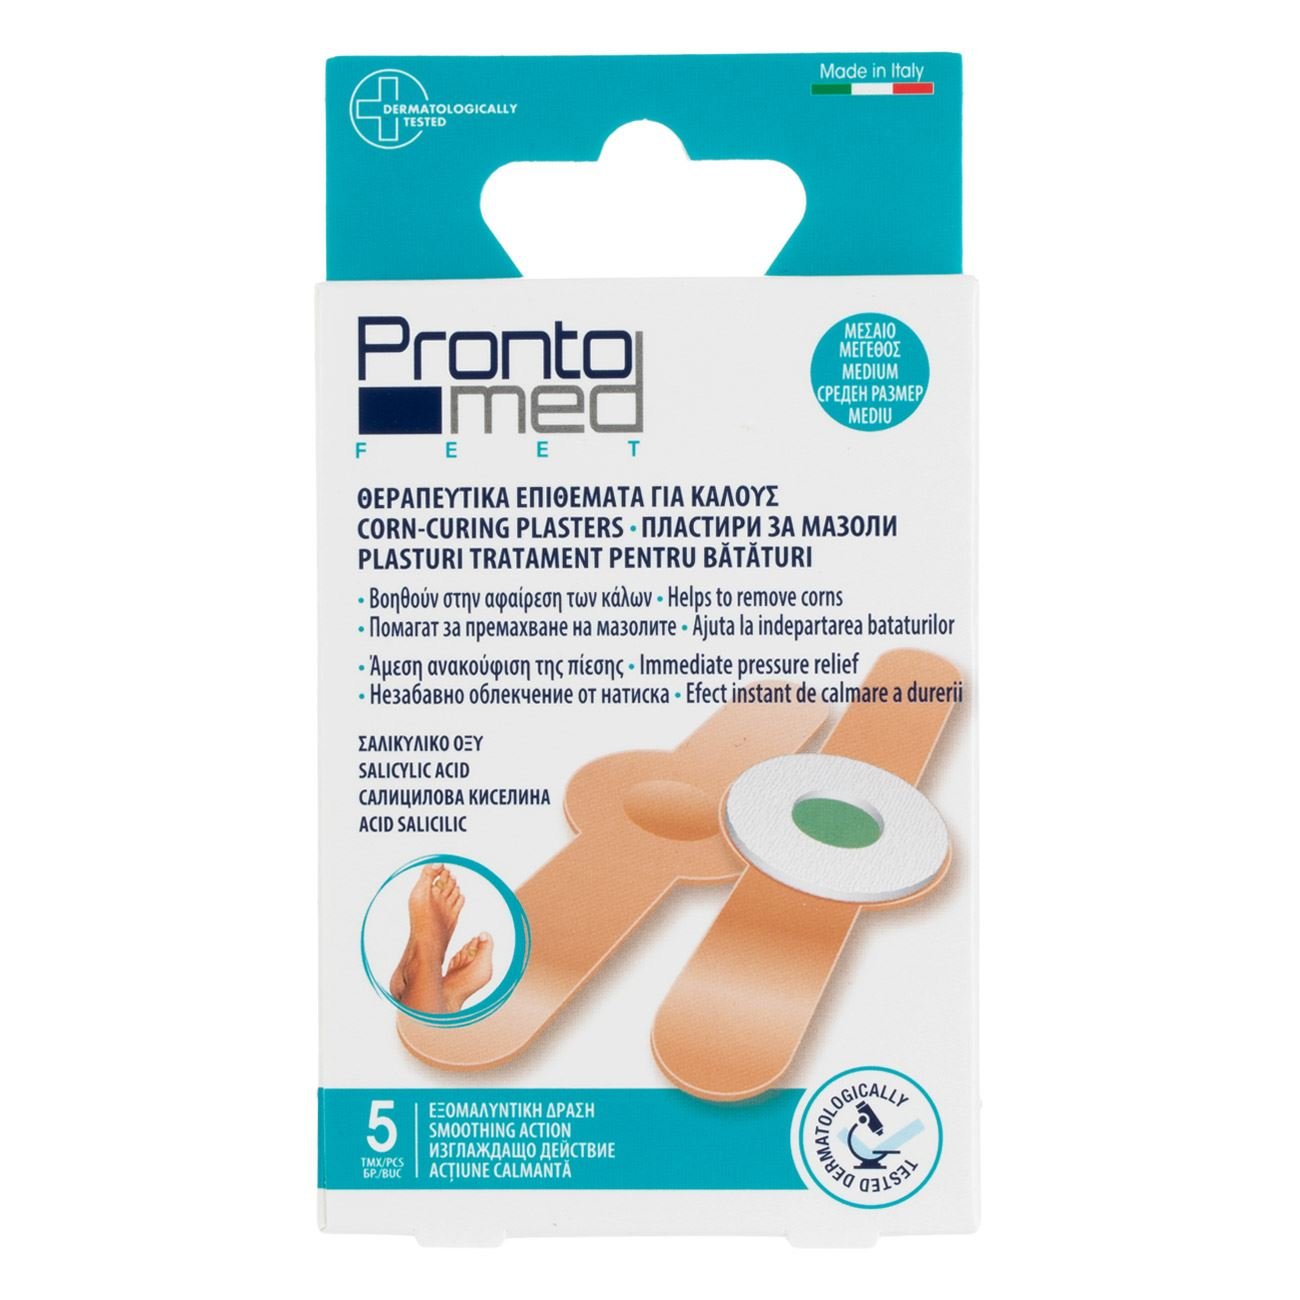 DERMATOLOGICALLY
TESTED
Made in Italy
Pronto
med
FEET
ΜΕΣΑΙΟ
ΜΕΓΕΘΟΣ
MEDIUM
СРЕДЕН РАЗМЕР
MEDIU
ΘΕΡΑΠΕΥΤΙΚΑ ΕΠΙΘΕΜΑΤΑ ΓΙΑ ΚΑΛΟΥΣ
CORN-CURING PLASTERS • ПЛАСТИРИ ЗА МАЗОЛИ
PLASTURI TRATAMENT PENTRU BĂTĂTURI
• Βοηθούν στην αφαίρεση των κάλων • Helps to remove corns
• Помагат за премахване на мазолите • Ajuta la indepartarea bataturilor
• Άμεση ανακούφιση της πίεσης • Immediate pressure relief
• Незабавно облекчение от натиска • Efect instant de calmare a durerii
ΣΑΛΙΚΥΛΙΚΟ ΟΞΥ
SALICYLIC ACID
САЛИЦИЛОВА КИСЕЛИНА
ACID SALICILIC
5
ΤΜΧ/PCS
БР./BUC
ΕΞΟΜΑΛΥΝΤΙΚΗ ΔΡΑΣΗ
SMOOTHING ACTION
ИЗГЛАЖДАЩО ДЕЙСТВИЕ
ACȚIUNE CALMANTĂ
DERMATOLOGICALLY
TESTED